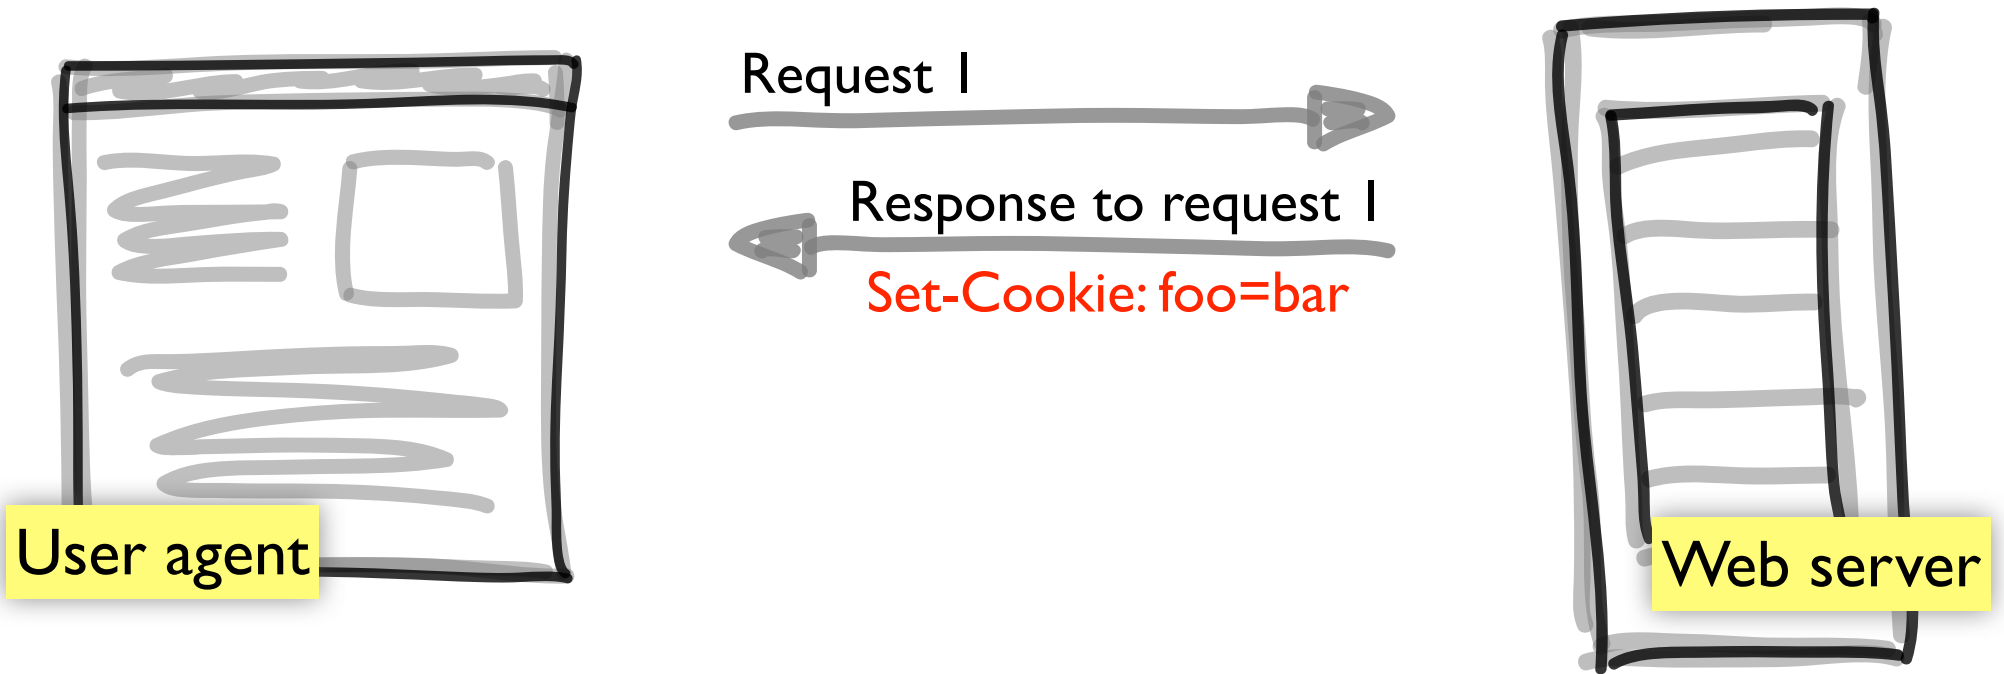 Request 1
Response to request 1
Set-Cookie: foo=bar
User agent
Web server